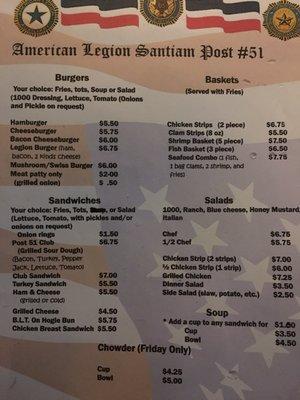 American Legion Santiam Post #51
Burgers
Your choice: Fries, tots, Soup or Salad
(1000 Dressing, Lettuce, Tomato (Onions
and Pickle on request)
Hamburger $5.50
Cheeseburger $5.75
Bacon Cheeseburger $6.00
Legion Burger (ham, $6.75
bacon, 2 kinds cheese)
Mushroom/Swiss Burger $6.00
Meat patty only $2.00
(grilled onion) $ .50
Baskets
(Served with Fries)
Chicken Strips (2 piece) $6.75
Clam Strips (8 oz) $5.50
Shrimp Basket (5 piece) $7.50
Fish Basket (3 piece) $6.50
Seafood Combo (1 Fish, $7.75
1 bag Clams, 2 shrimp, and
Fries)
Sandwiches
Your choice: Fries, Tots, or Salad
(Lettuce, Tomato, with pickles and/or
onions on request)
Onion rings $1.50
Post 51 Club $6.75
(Grilled Sour Dough)
(Bacon, Turkey, Pepper
Jack, Lettuce, Tomato)
Club Sandwich $7.00
Turkey Sandwich $5.50
Ham & Cheese $5.50
(grilled or cold)
Grilled Cheese $4.50
B.L.T. On Hogie Bun $5.75
Chicken Breast Sandwich $5.50
Salads
1000, Ranch, Blue cheese, Honey Mustard,
Italian
Chef $6.75
1/2 Chef $5.75
Chicken Strip (2 strips) $7.00
½ Chicken Strip (1 strip) $6.00
Grilled Chicken $7.25
Dinner Salad $3.50
Side Salad (slaw, potato, etc.) $2.50
Soup
* Add a cup to any sandwich for $1.00
Cup $3.50
Bowl $4.50
Chowder (Friday Only)
Cup $4.25
Bowl $5.00